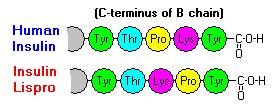 (C-terminus of B chain)
Human Insulin
Tyr Thr Pro Lys Tyr C-O-H
O
Insulin Lispro
Tyr Thr Lys Pro Tyr C-O-H
O